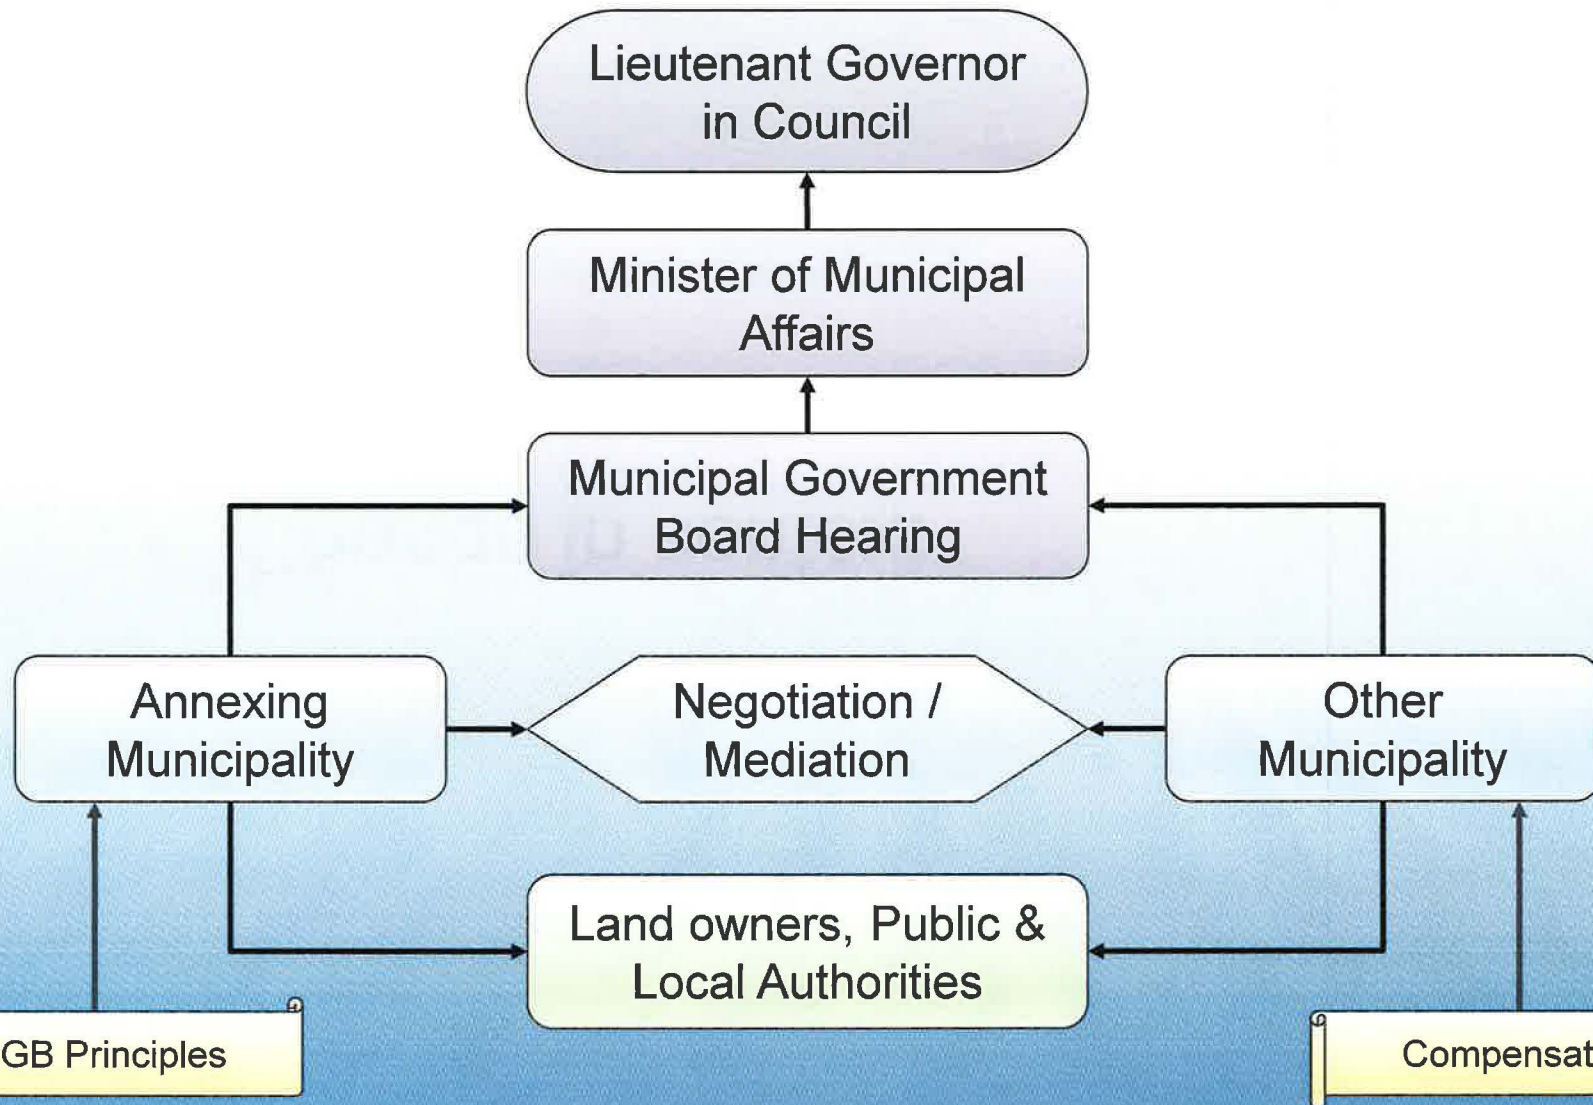 Lieutenant Governor
in Council
Minister of Municipal
Affairs
Municipal Government
Board Hearing
Annexing
Municipality
Negotiation /
Mediation
Other
Municipality
Land owners, Public &
Local Authorities
GB Principles